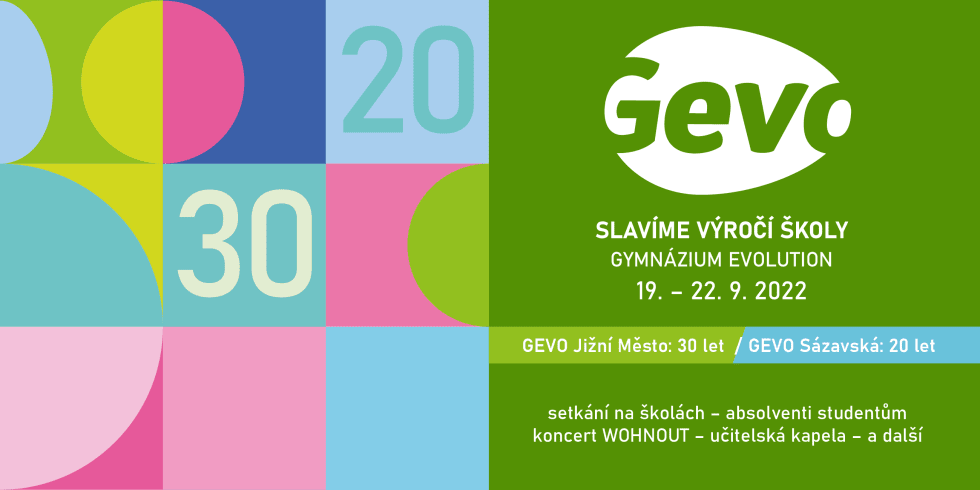 20
30
Gevo
SLAVÍME VÝROČÍ ŠKOLY
GYMNÁZIUM EVOLUTION
19. – 22. 9. 2022
GEVO Jižní Město: 30 let / GEVO Sázavská: 20 let
setkání na školách – absolventi studentům
koncert WOHNOUT – učitelská kapela – a další